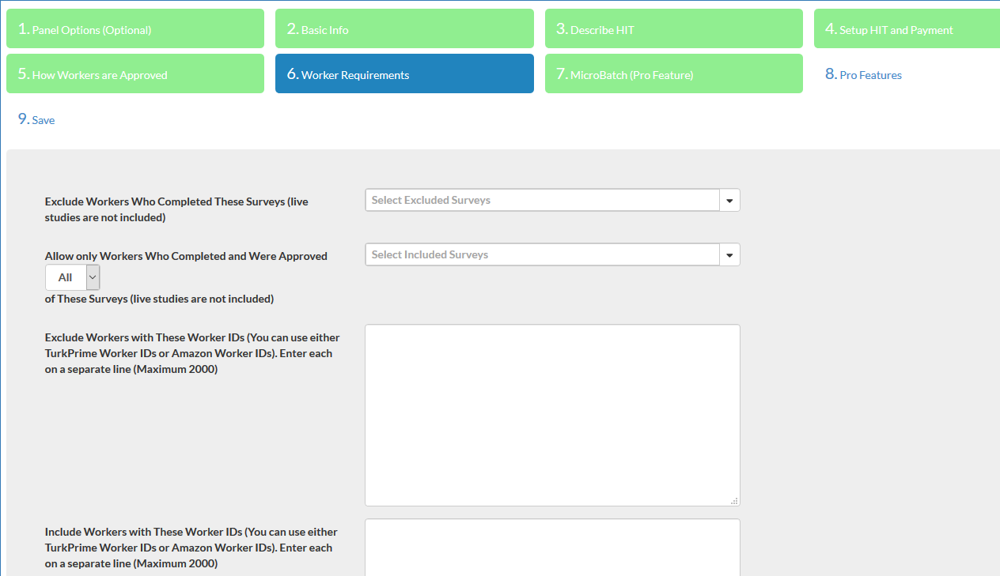 1. Panel Options (Optional)
2. Basic Info
3. Describe HIT
4. Setup HIT and Payment
5. How Workers are Approved
6. Worker Requirements
7. MicroBatch (Pro Feature)
8. Pro Features
9. Save
Exclude Workers Who Completed These Surveys (live
studies are not included)
Select Excluded Surveys
Allow only Workers Who Completed and Were Approved
All
of These Surveys (live studies are not included)
Select Included Surveys
Exclude Workers with These Worker IDs (You can use either
TurkPrime Worker IDs or Amazon Worker IDs). Enter each
on a separate line (Maximum 2000)
Include Workers with These Worker IDs (You can use either
TurkPrime Worker IDs or Amazon Worker IDs). Enter each
on a separate line (Maximum 2000)